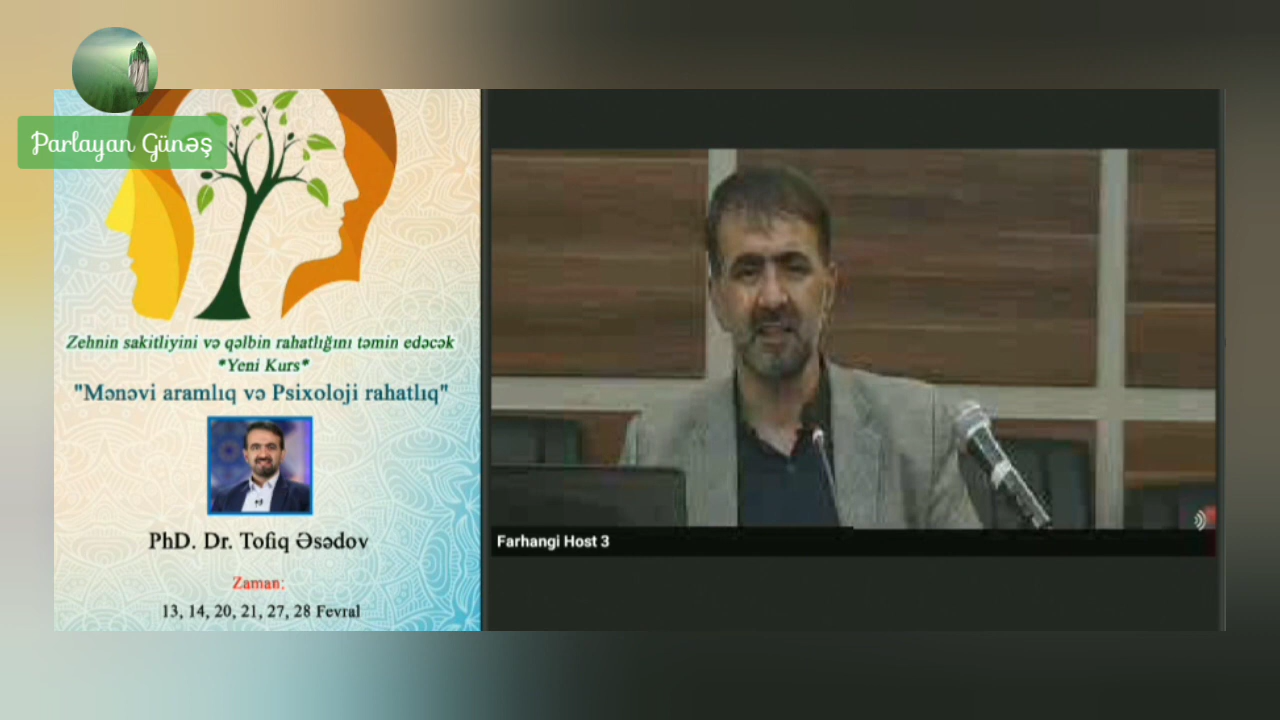 Parlayan Günəş
Zehnin sakitliyini və qəlbin rahatlığını təmin edəcək
*Yeni Kurs*
"Mənəvi aramlıq və Psixoloji rahatlıq"
PhD. Dr. Tofiq Əsədov
Zaman:
13, 14, 20, 21, 27, 28 Fevral
Farhangi Host 3